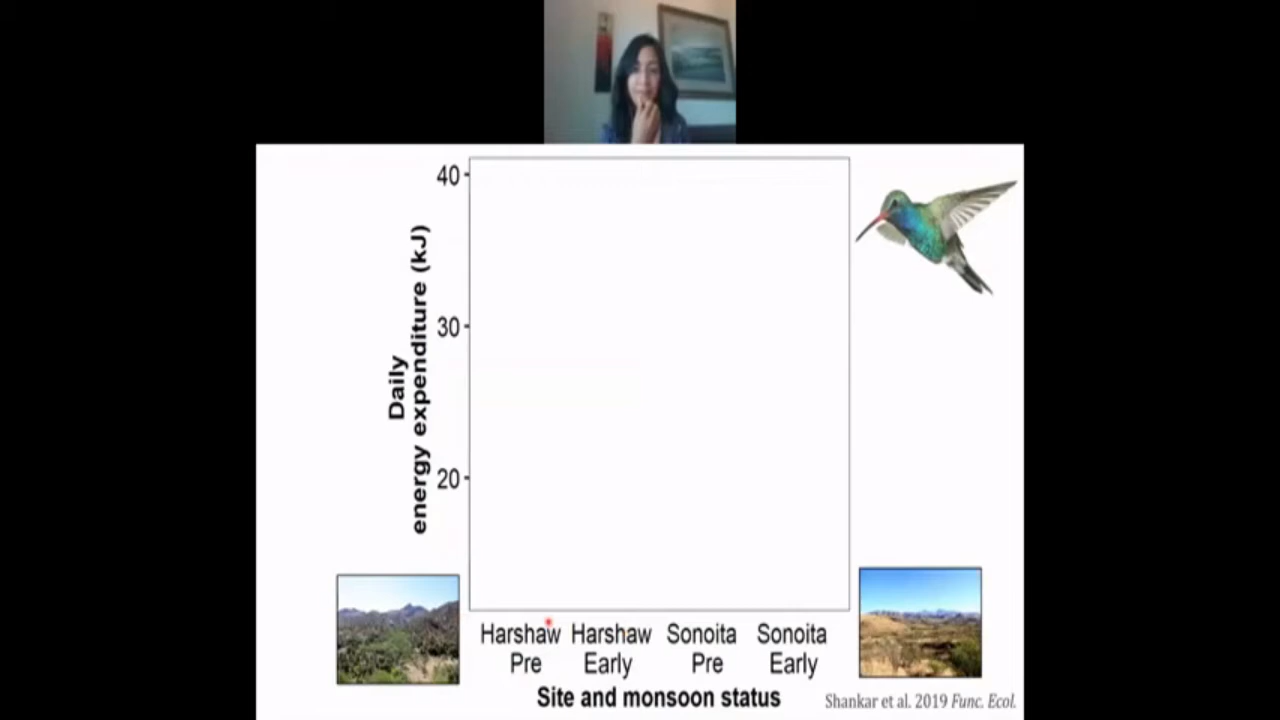 40
30
20
Daily
energy expenditure (kJ)
Harshaw Harshaw Sonoita Sonoita
Pre Early Pre Early
Site and monsoon status
Shankar et al. 2019 Func. Ecol.